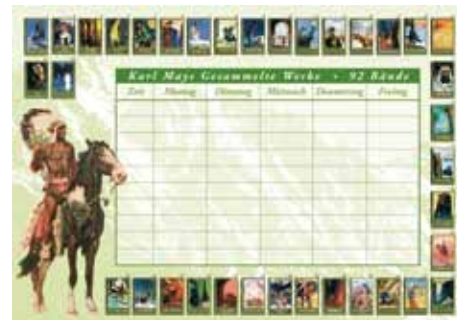 Karl Mays Gesammelte Werke • 92 Bände
Zeit Montag Dienstag Mittwoch Donnerstag Freitag